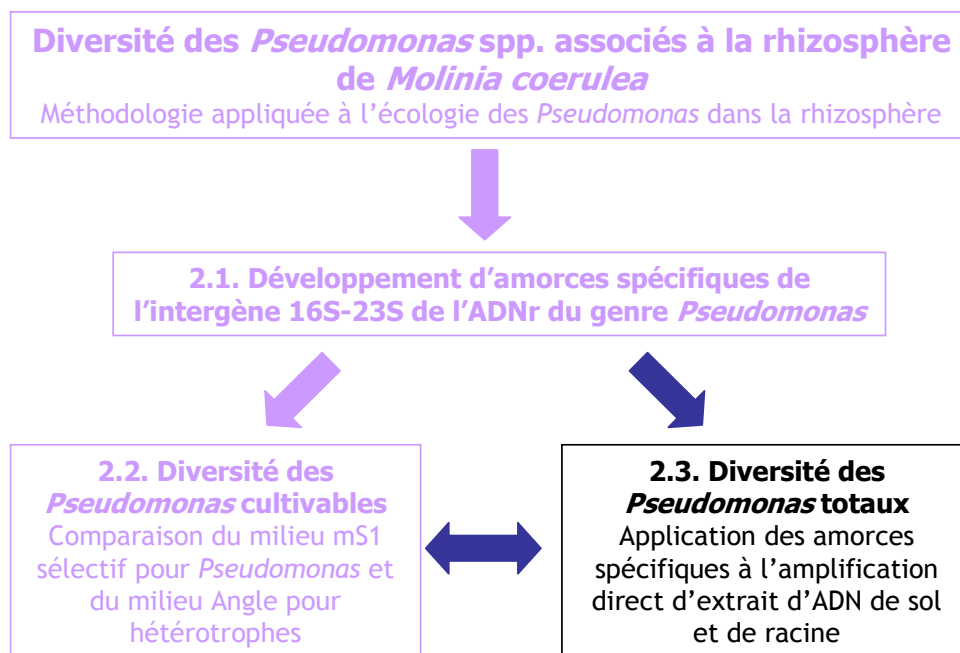 Diversité des Pseudomonas spp. associés à la rhizosphère
de Molinia coerulea
Méthodologie appliquée à l'écologie des Pseudomonas dans la rhizosphère
2.1. Développement d'amorces spécifiques de
l'intergène 16S-23S de l'ADNr du genre Pseudomonas
2.2. Diversité des
Pseudomonas cultivables
Comparaison du milieu mS1
sélectif pour Pseudomonas et
du milieu Angle pour
hétérotrophes
2.3. Diversité des
Pseudomonas totaux
Application des amorces
spécifiques à l'amplification
direct d'extrait d'ADN de sol
et de racine